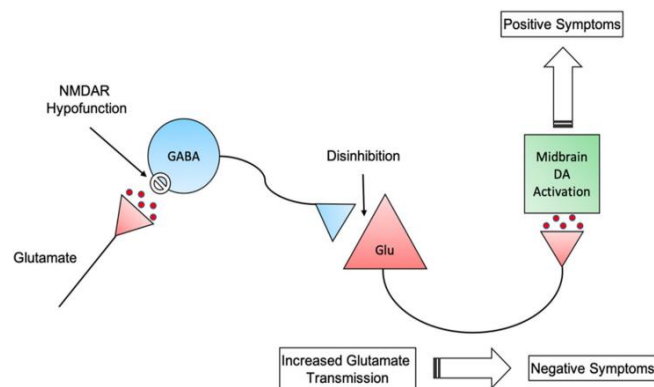 Positive Symptoms
NMDAR
Hypofunction
GABA
Disinhibition
Midbrain
DA
Activation
Glu
Glutamate
Increased Glutamate
Transmission
Negative Symptoms